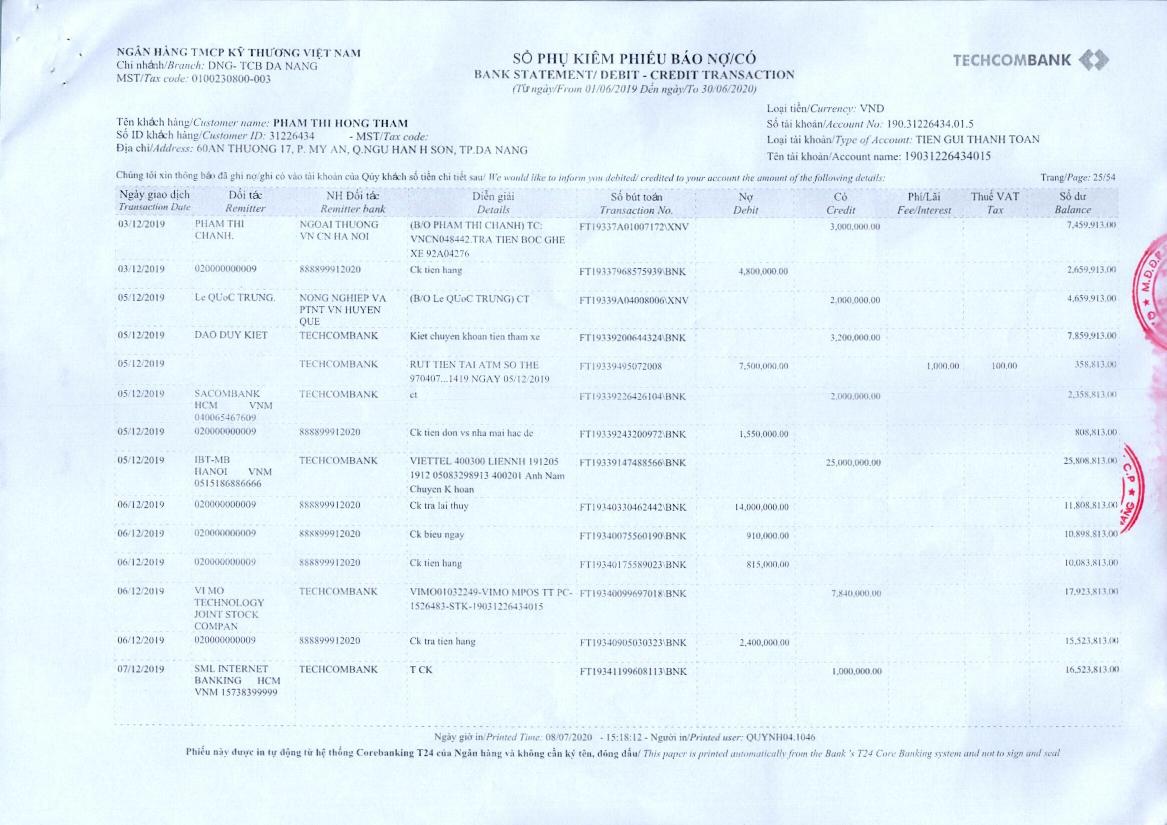 NGÂN HÀNG TMCP KỸ THƯƠNG VIỆT NAM
Chi nhánh/Branch: DNG- TCB DA NANG
MST/Tax code: 0100230800-003
SỔ PHỤ KIÊM PHIẾU BÁO NỢ/CÓ
BANK STATEMENT/ DEBIT - CREDIT TRANSACTION
(Từ ngày/From 01/06/2019 Đến ngày/To 30/06/2020)
TECHCOMBANK
Tên khách hàng/Customer name: PHAM THI HONG THAM
Số ID khách hàng/Customer ID: 31226434 - MST/Tax code:
Địa chỉ/Address: 60AN THUONG 17, P. MY AN, Q.NGU HAN H SON, TP.DA NANG
Loại tiền/Currency: VND
Số tài khoản/Account No: 190.31226434.01.5
Loại tài khoản/Type of Account: TIEN GUI THANH TOAN
Tên tài khoản/Account name: 19031226434015
Chúng tôi xin thông báo đã ghi nợ/ghi có vào tài khoản của Qúy khách số tiền chi tiết sau/ We would like to inform you debited/ credited to your account the amount of the following details:
Trang/Page: 25/54
Ngày giao dịch Đối tác NH Đối tác Diễn giải Số bút toán Nợ Có Phí/Lãi Thuế VAT Số dư
Transaction Date Remitter Remitter bank Details Transaction No. Debit Credit Fee/Interest Tax Balance
03/12/2019 PHAM THI NGOAI THUONG (B/O PHAM THI CHANH) TC: FT19337A01007172\XNV 3,000,000.00 7,459,913.00
CHANH. VN CN HA NOI VNCN048442.TRA TIEN BOC GHE
XE 92A04276
03/12/2019 020000000009 888899912020 Ck tien hang FT19337968575939\BNK 4,800,000.00 2,659,913.00
05/12/2019 Le QUoC TRUNG. NONG NGHIEP VA (B/O Le QUoC TRUNG) CT FT19339A04008006\XNV 2,000,000.00 4,659,913.00
PTNT VN HUYEN
QUE
05/12/2019 DAO DUY KIET TECHCOMBANK Kiet chuyen khoan tien tham xe FT19339200644324\BNK 3,200,000.00 7,859,913.00
05/12/2019 TECHCOMBANK RUT TIEN TAI ATM SO THE FT19339495072008 7,500,000.00 1,000.00 100.00 358,813.00
970407...1419 NGAY 05/12/2019
05/12/2019 SACOMBANK TECHCOMBANK ct FT19339226426104\BNK 2,000,000.00 2,358,813.00
HCM VNM
040065467609
05/12/2019 020000000009 888899912020 Ck tien don vs nha mai hac de FT19339243200972\BNK 1,550,000.00 808,813.00
05/12/2019 IBT-MB TECHCOMBANK VIETTEL 400300 LIENNH 191205 FT19339147488566\BNK 25,000,000.00 25,808,813.00
HANOI VNM 1912 05083298913 400201 Anh Nam
0515186886666 Chuyen K hoan
06/12/2019 020000000009 888899912020 Ck tra lai thuy FT19340330462442\BNK 14,000,000.00 11,808,813.00
06/12/2019 020000000009 888899912020 Ck bieu ngay FT19340075560190\BNK 910,000.00 10,898,813.00
06/12/2019 020000000009 888899912020 Ck tien hang FT19340175589023\BNK 815,000.00 10,083,813.00
06/12/2019 VI MO TECHCOMBANK VIMO01032249-VIMO MPOS TT PC- FT19340099697018\BNK 7,840,000.00 17,923,813.00
TECHNOLOGY 1526483-STK-19031226434015
JOINT STOCK
COMPAN
06/12/2019 020000000009 888899912020 Ck tra tien hang FT19340905030323\BNK 2,400,000.00 15,523,813.00
07/12/2019 SML INTERNET TECHCOMBANK T CK FT19341199608113\BNK 1,000,000.00 16,523,813.00
BANKING HCM
VNM 15738399999
Ngày giờ in/Printed Time: 08/07/2020 - 15:18:12 - Người in/Printed user: QUYNH04.1046
Phiếu này được in tự động từ hệ thống Corebanking T24 của Ngân hàng và không cần ký tên, đóng dấu/ This paper is printed automatically from the Bank 's T24 Core Banking system and not to sign and seal